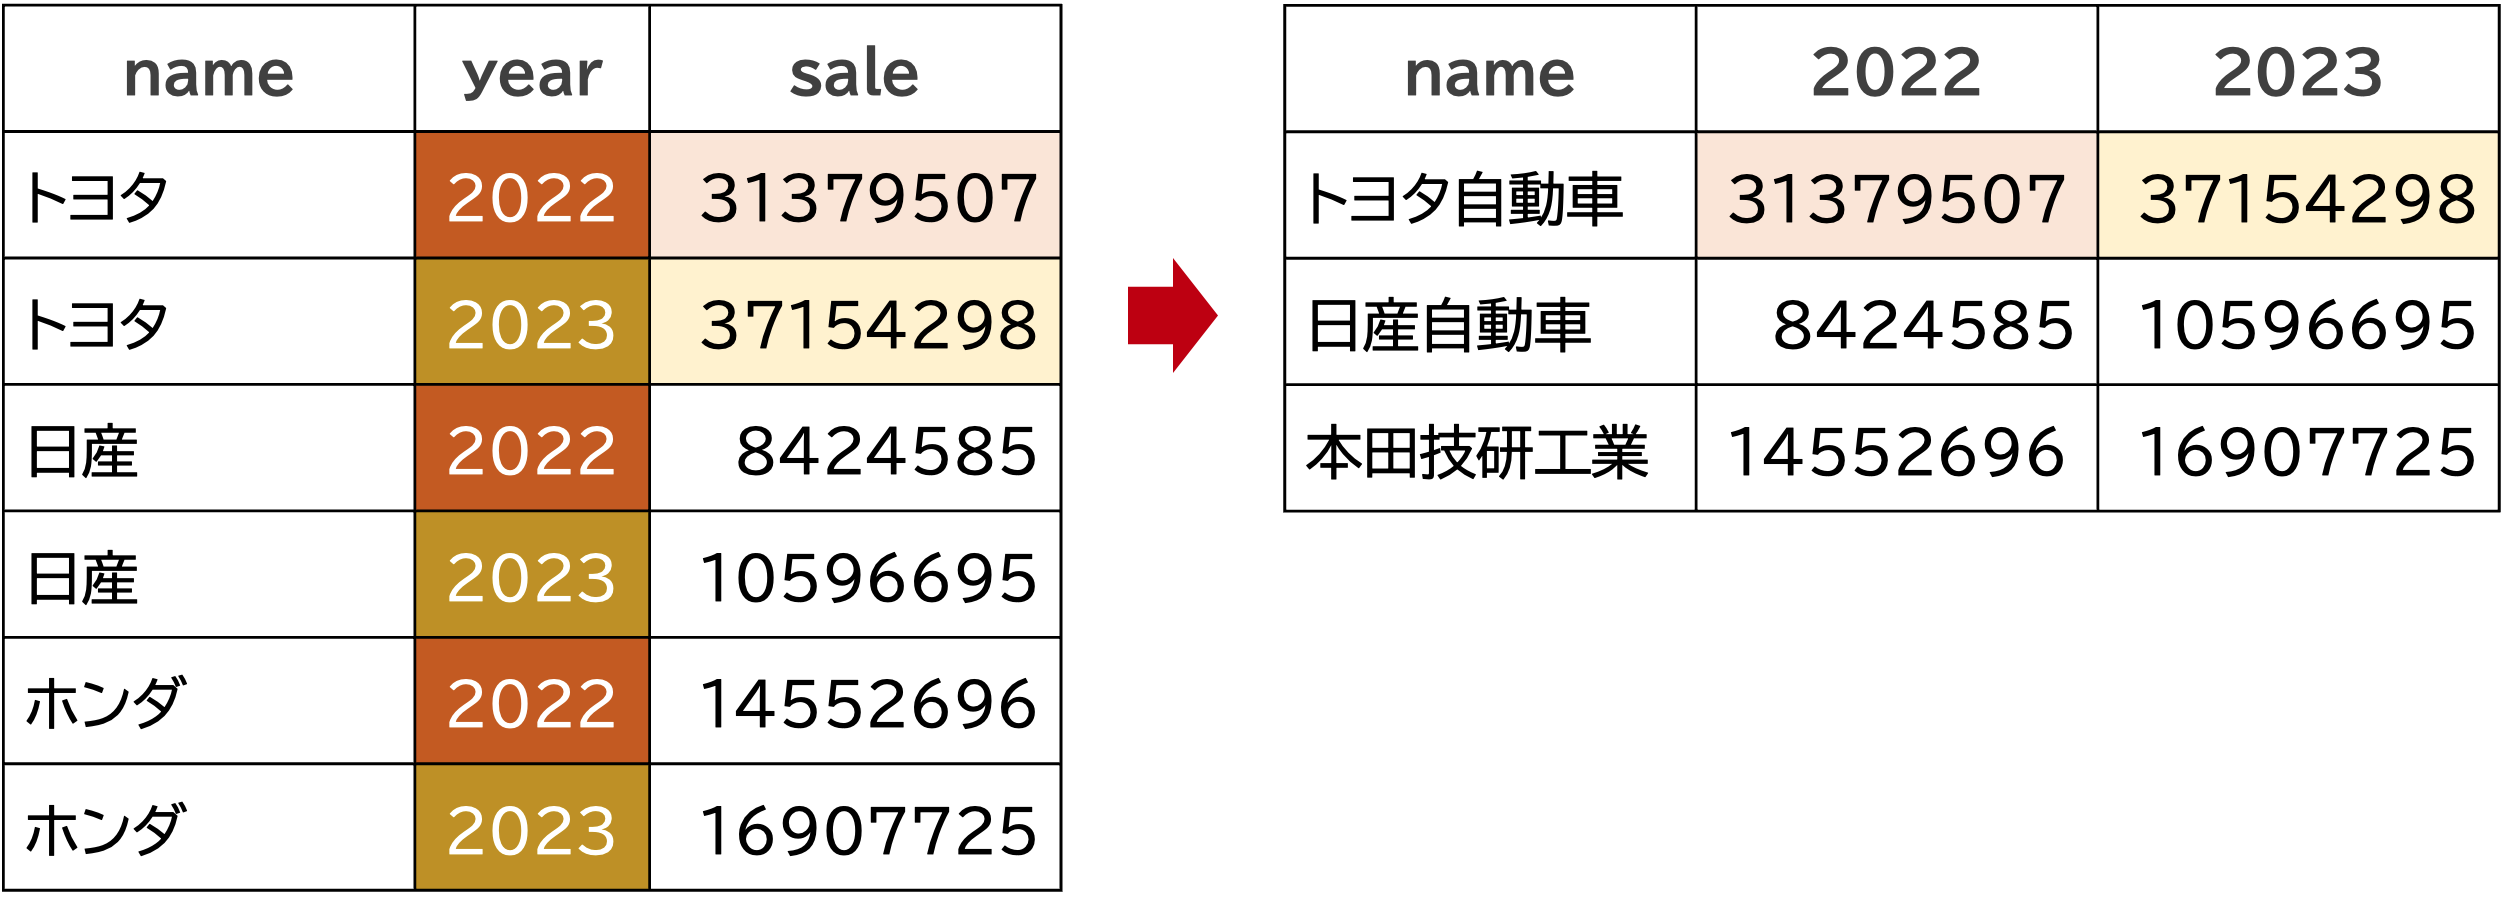 name year sale
トヨタ 2022 31379507
トヨタ 2023 37154298
日産 2022 8424585
日産 2023 10596695
ホンダ 2022 14552696
ホンダ 2023 16907725
name 2022 2023
トヨタ自動車 31379507 37154298
日産自動車 8424585 10596695
本田技研工業 14552696 16907725